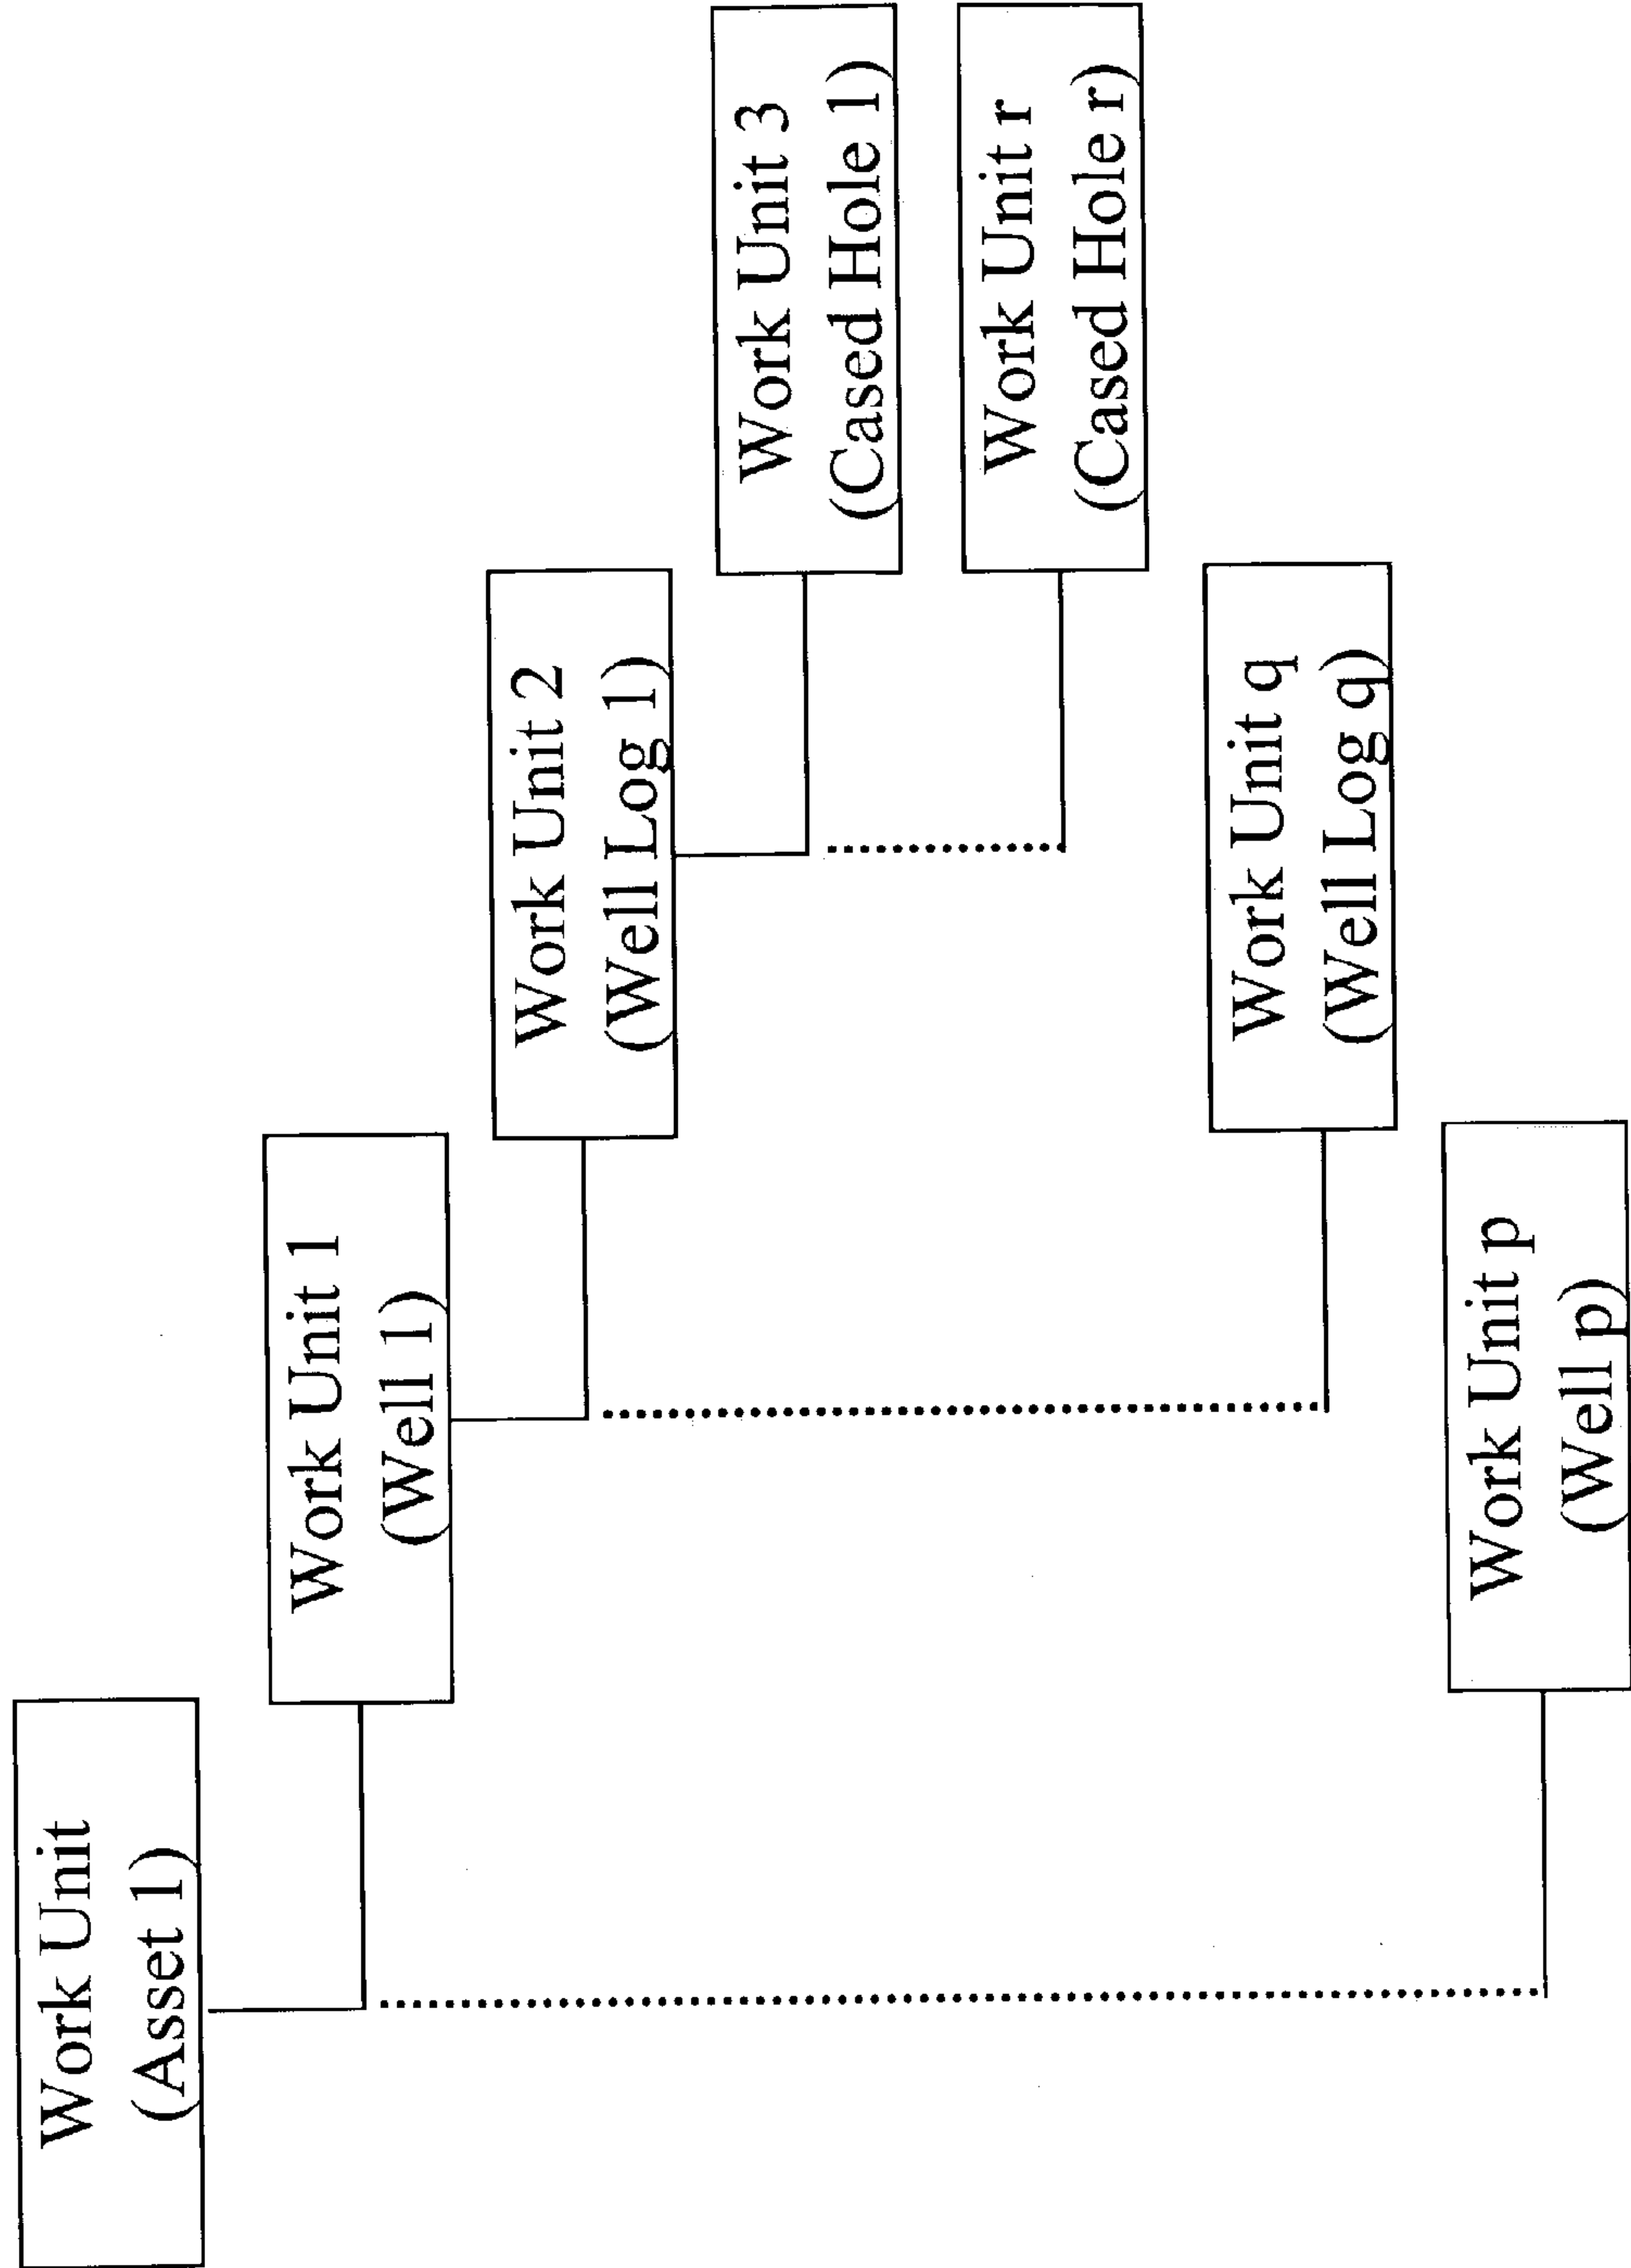 Work Unit
(Asset 1)
Work Unit 1
(Well 1)
Work Unit 2
(Well Log 1)
Work Unit 3
(Cased Hole 1)
Work Unit r
(Cased Hole r)
Work Unit q
(Well Log q)
Work Unit p
(Well p)